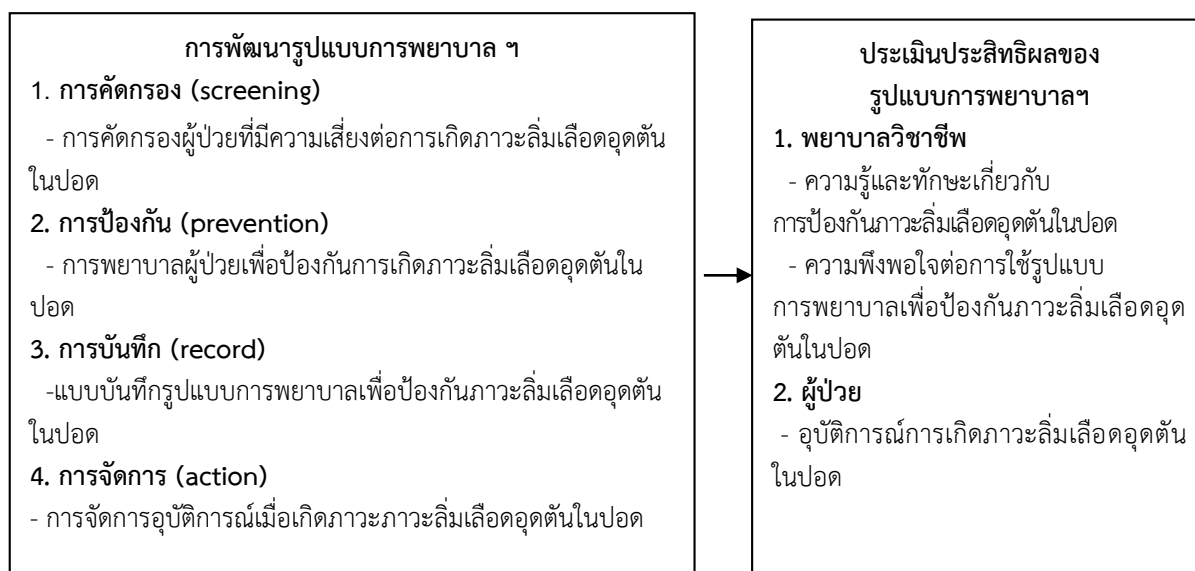 การพัฒนารูปแบบการพยาบาล ฯ
1. การคัดกรอง (screening)
- การคัดกรองผู้ป่วยที่มีความเสี่ยงต่อการเกิดภาวะลิ่มเลือดอุดตัน
ในปอด
2. การป้องกัน (prevention)
- การพยาบาลผู้ป่วยเพื่อป้องกันการเกิดภาวะลิ่มเลือดอุดตันใน
ปอด
3. การบันทึก (record)
-แบบบันทึกรูปแบบการพยาบาลเพื่อป้องกันภาวะลิ่มเลือดอุดตัน
ในปอด
4. การจัดการ (action)
- การจัดการอุบัติการณ์เมื่อเกิดภาวะภาวะลิ่มเลือดอุดตันในปอด
ประเมินประสิทธิผลของ
รูปแบบการพยาบาลฯ
1. พยาบาลวิชาชีพ
- ความรู้และทักษะเกี่ยวกับ
การป้องกันภาวะลิ่มเลือดอุดตันในปอด
- ความพึงพอใจต่อการใช้รูปแบบ
การพยาบาลเพื่อป้องกันภาวะลิ่มเลือดอุด
ตันในปอด
2. ผู้ป่วย
- อุบัติการณ์การเกิดภาวะลิ่มเลือดอุดตัน
ในปอด